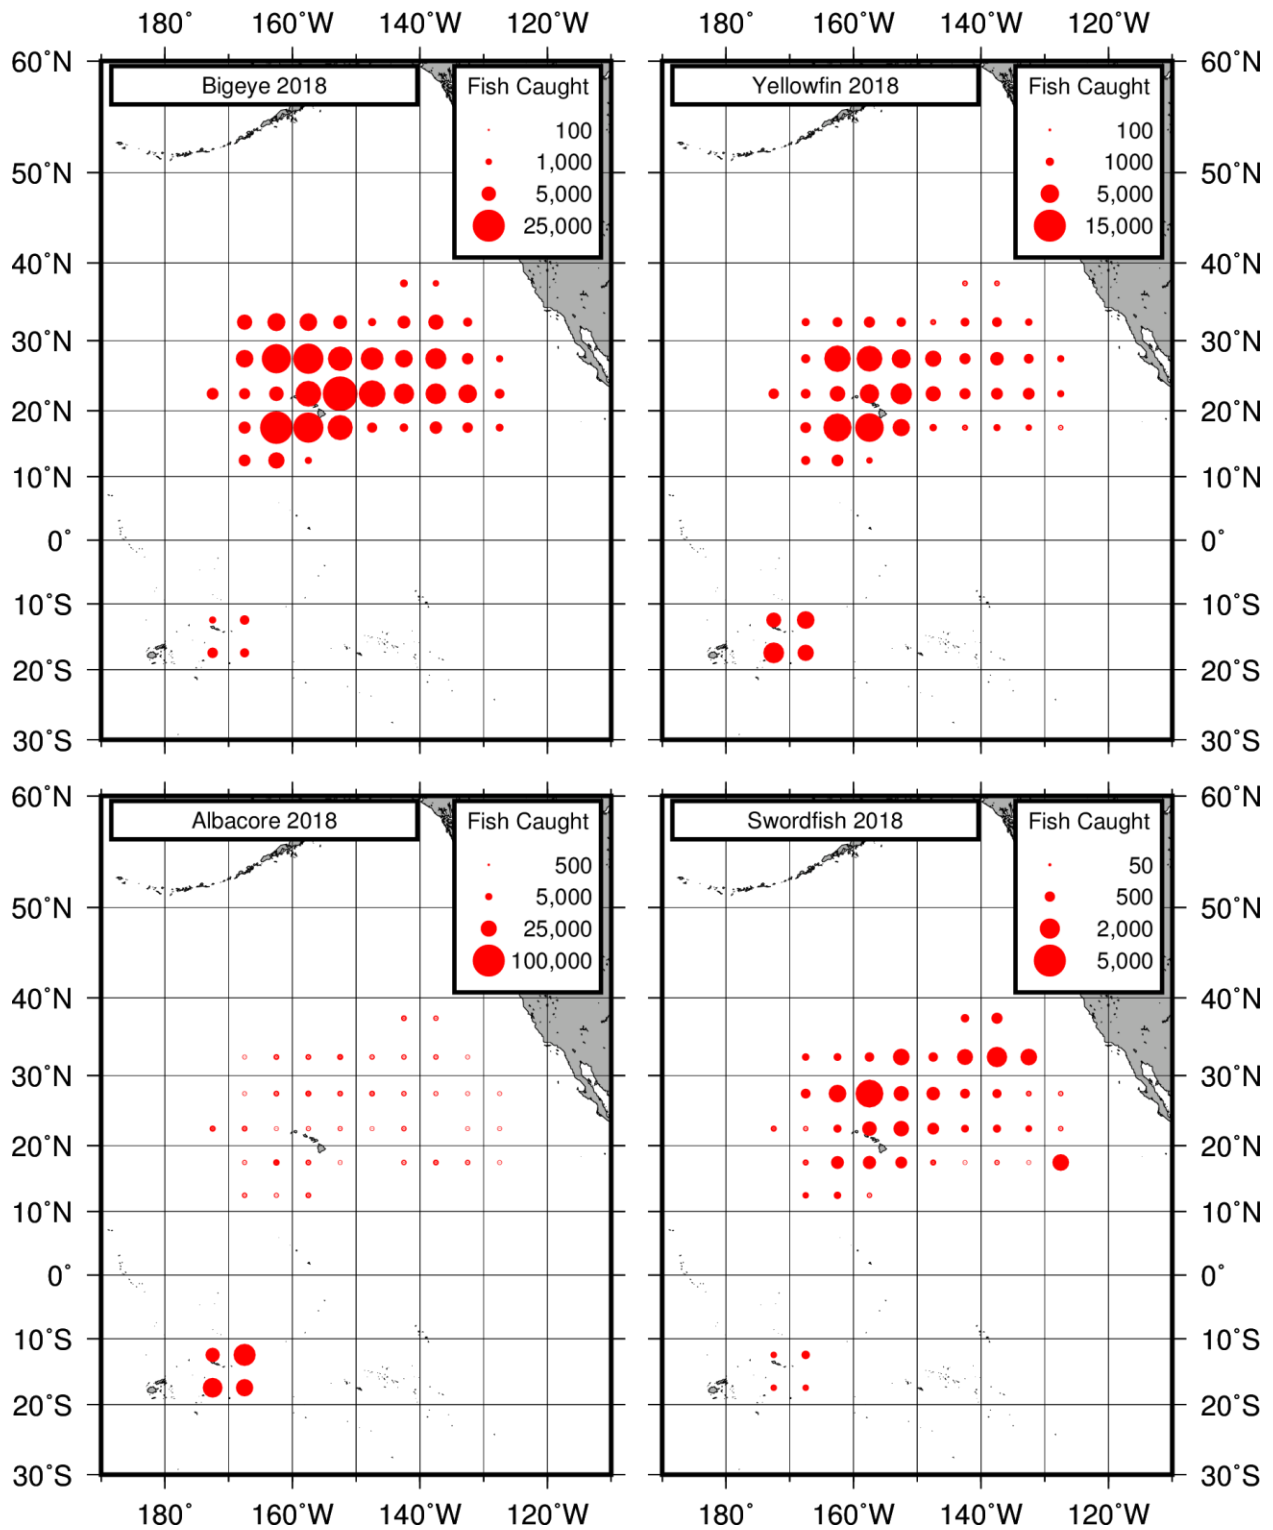 180˚ 160˚W 140˚W 120˚W 180˚ 160˚W 140˚W 120˚W
60˚N 60˚N
Bigeye 2018 Fish Caught Yellowfin 2018 Fish Caught
100 100
1,000 1000
50˚N 50˚N
5,000 5,000
25,000 15,000
40˚N 40˚N
30˚N 30˚N
20˚N 20˚N
10˚N 10˚N
0˚ 0˚
10˚S 10˚S
20˚S 20˚S
30˚S 30˚S
60˚N 60˚N
Albacore 2018 Fish Caught Swordfish 2018 Fish Caught
500 50
5,000 500
50˚N 50˚N
25,000 2,000
100,000 5,000
40˚N 40˚N
30˚N 30˚N
20˚N 20˚N
10˚N 10˚N
0˚ 0˚
10˚S 10˚S
20˚S 20˚S
30˚S 30˚S
180˚ 160˚W 140˚W 120˚W 180˚ 160˚W 140˚W 120˚W